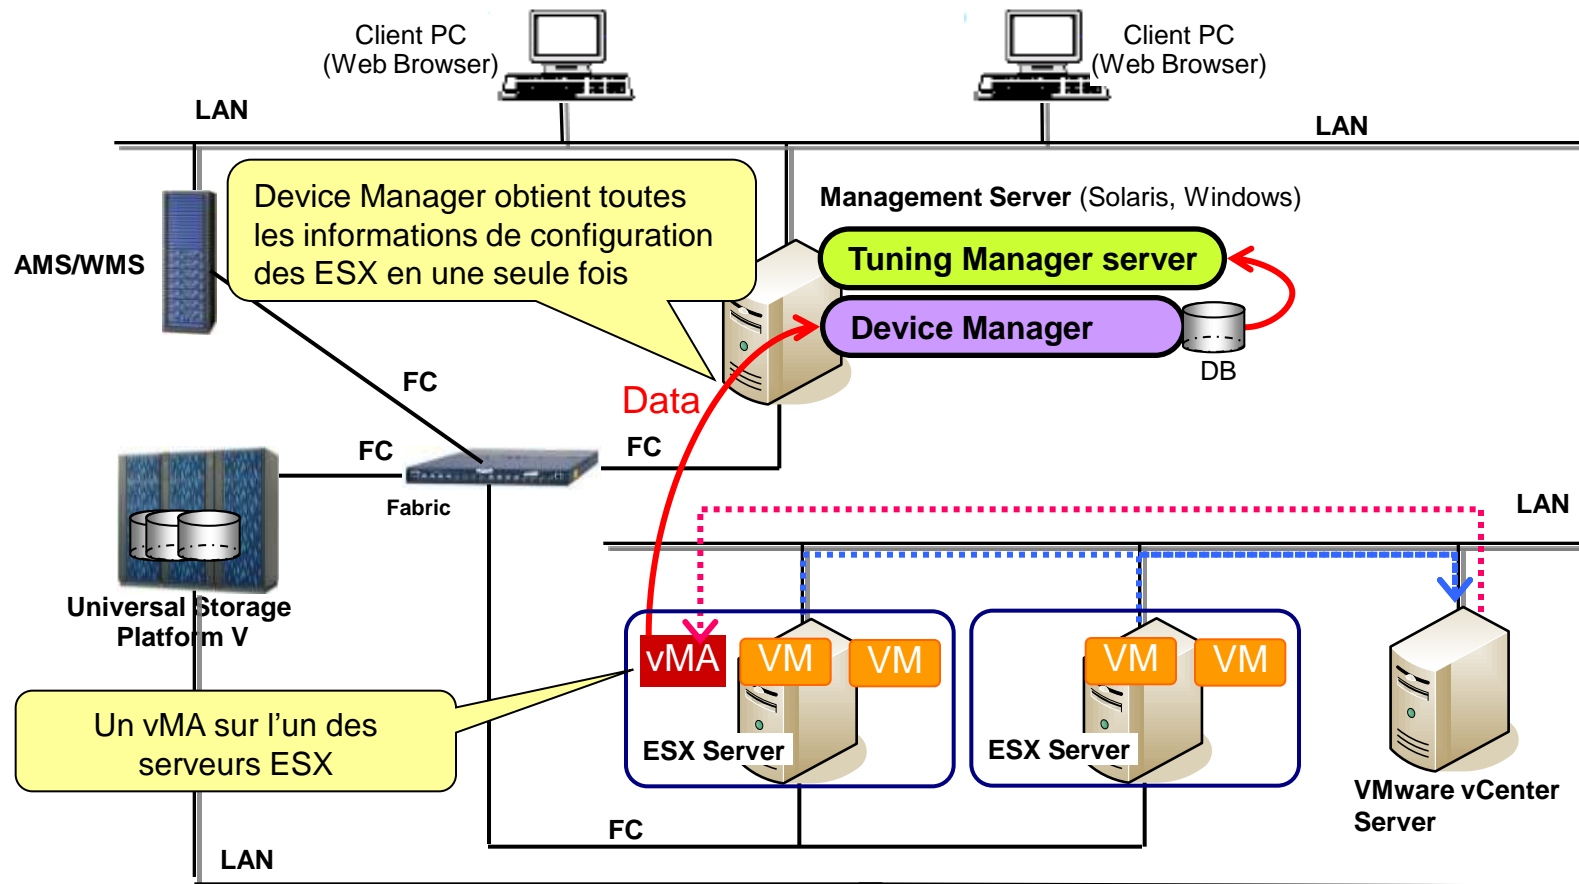 Client PC
(Web Browser)
Client PC
(Web Browser)
LAN
LAN
Device Manager obtient toutes
les informations de configuration
des ESX en une seule fois
Management Server (Solaris, Windows)
AMS/WMS
Tuning Manager server
Device Manager
DB
FC
Data
FC
FC
Fabric
LAN
Universal Storage
Platform V
vMA
VM
VM
VM
VM
Un vMA sur l’un des
serveurs ESX
ESX Server
ESX Server
VMware vCenter
Server
FC
LAN